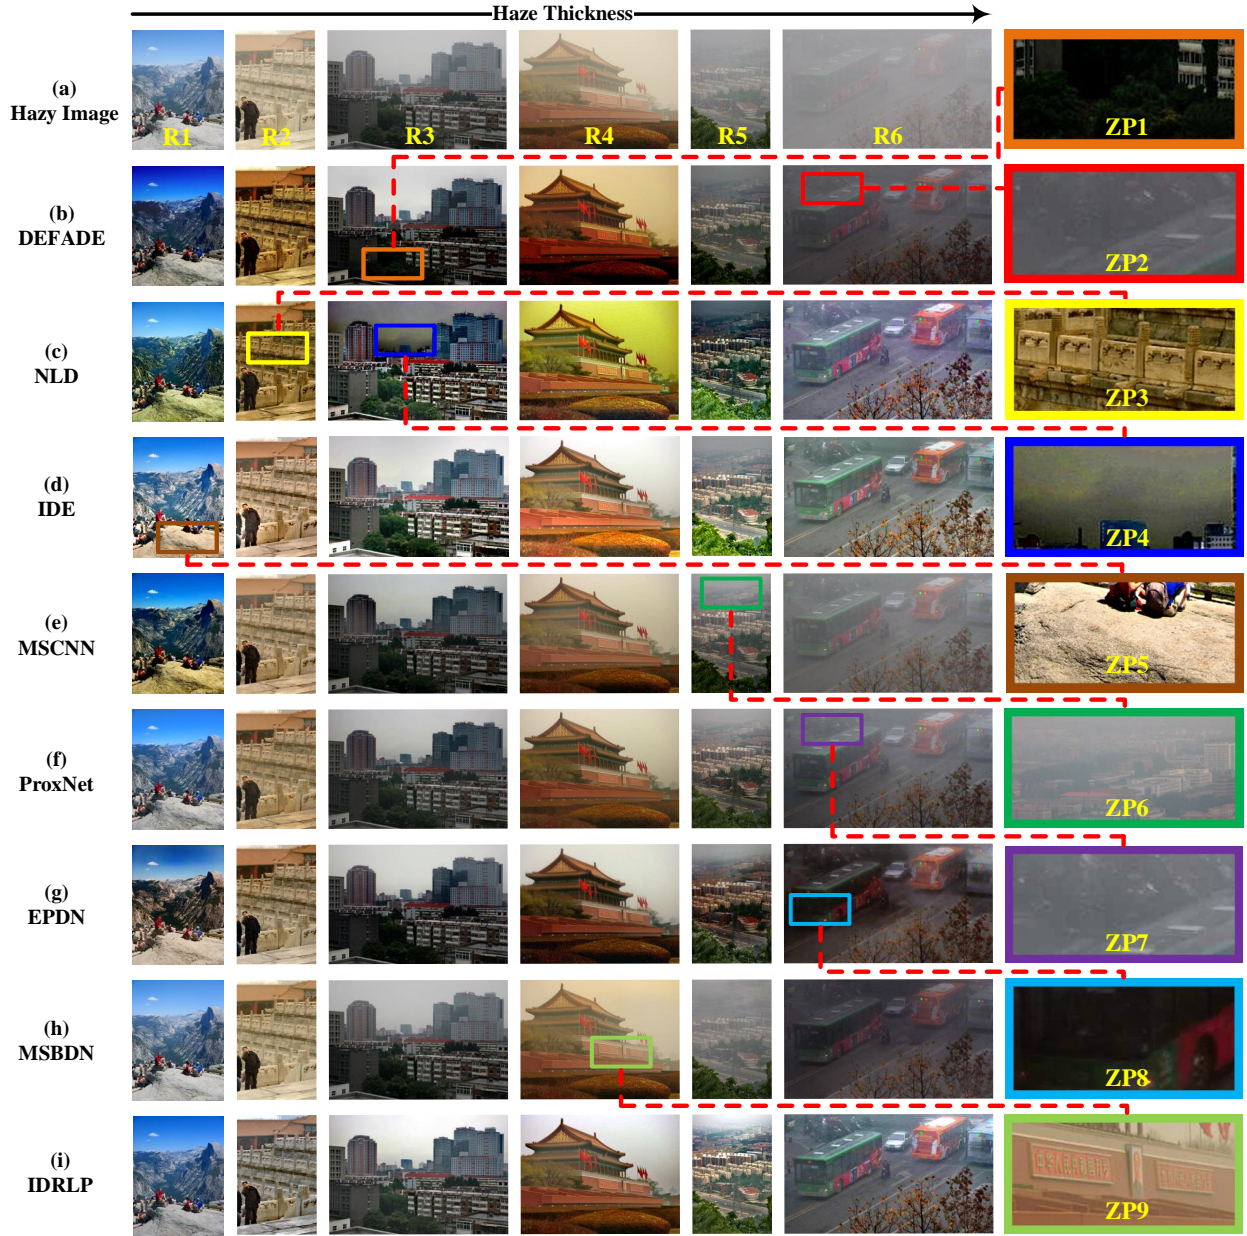 Haze Thickness
(a)
Hazy Image
R1
R2
R3
R4
R5
R6
ZP1
(b)
DEFADE
ZP2
(c)
NLD
ZP3
(d)
IDE
ZP4
(e)
MSCNN
ZP5
(f)
ProxNet
ZP6
(g)
EPDN
ZP7
(h)
MSBDN
ZP8
(i)
IDRLP
ZP9